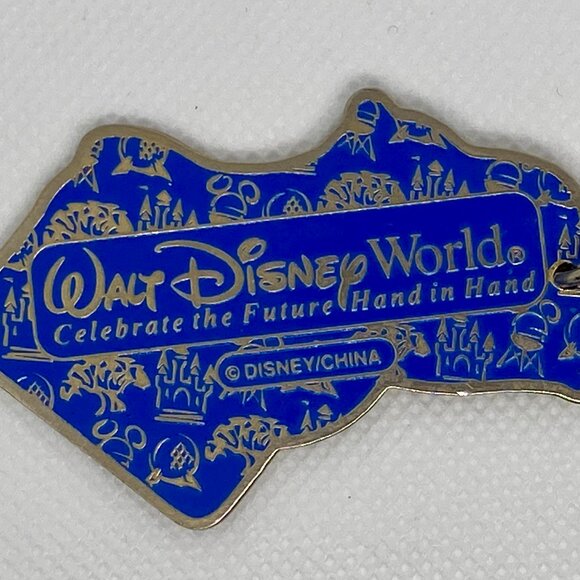 WALT DISNEY World®
Celebrate the Future Hand in Hand
© DISNEY/CHINA